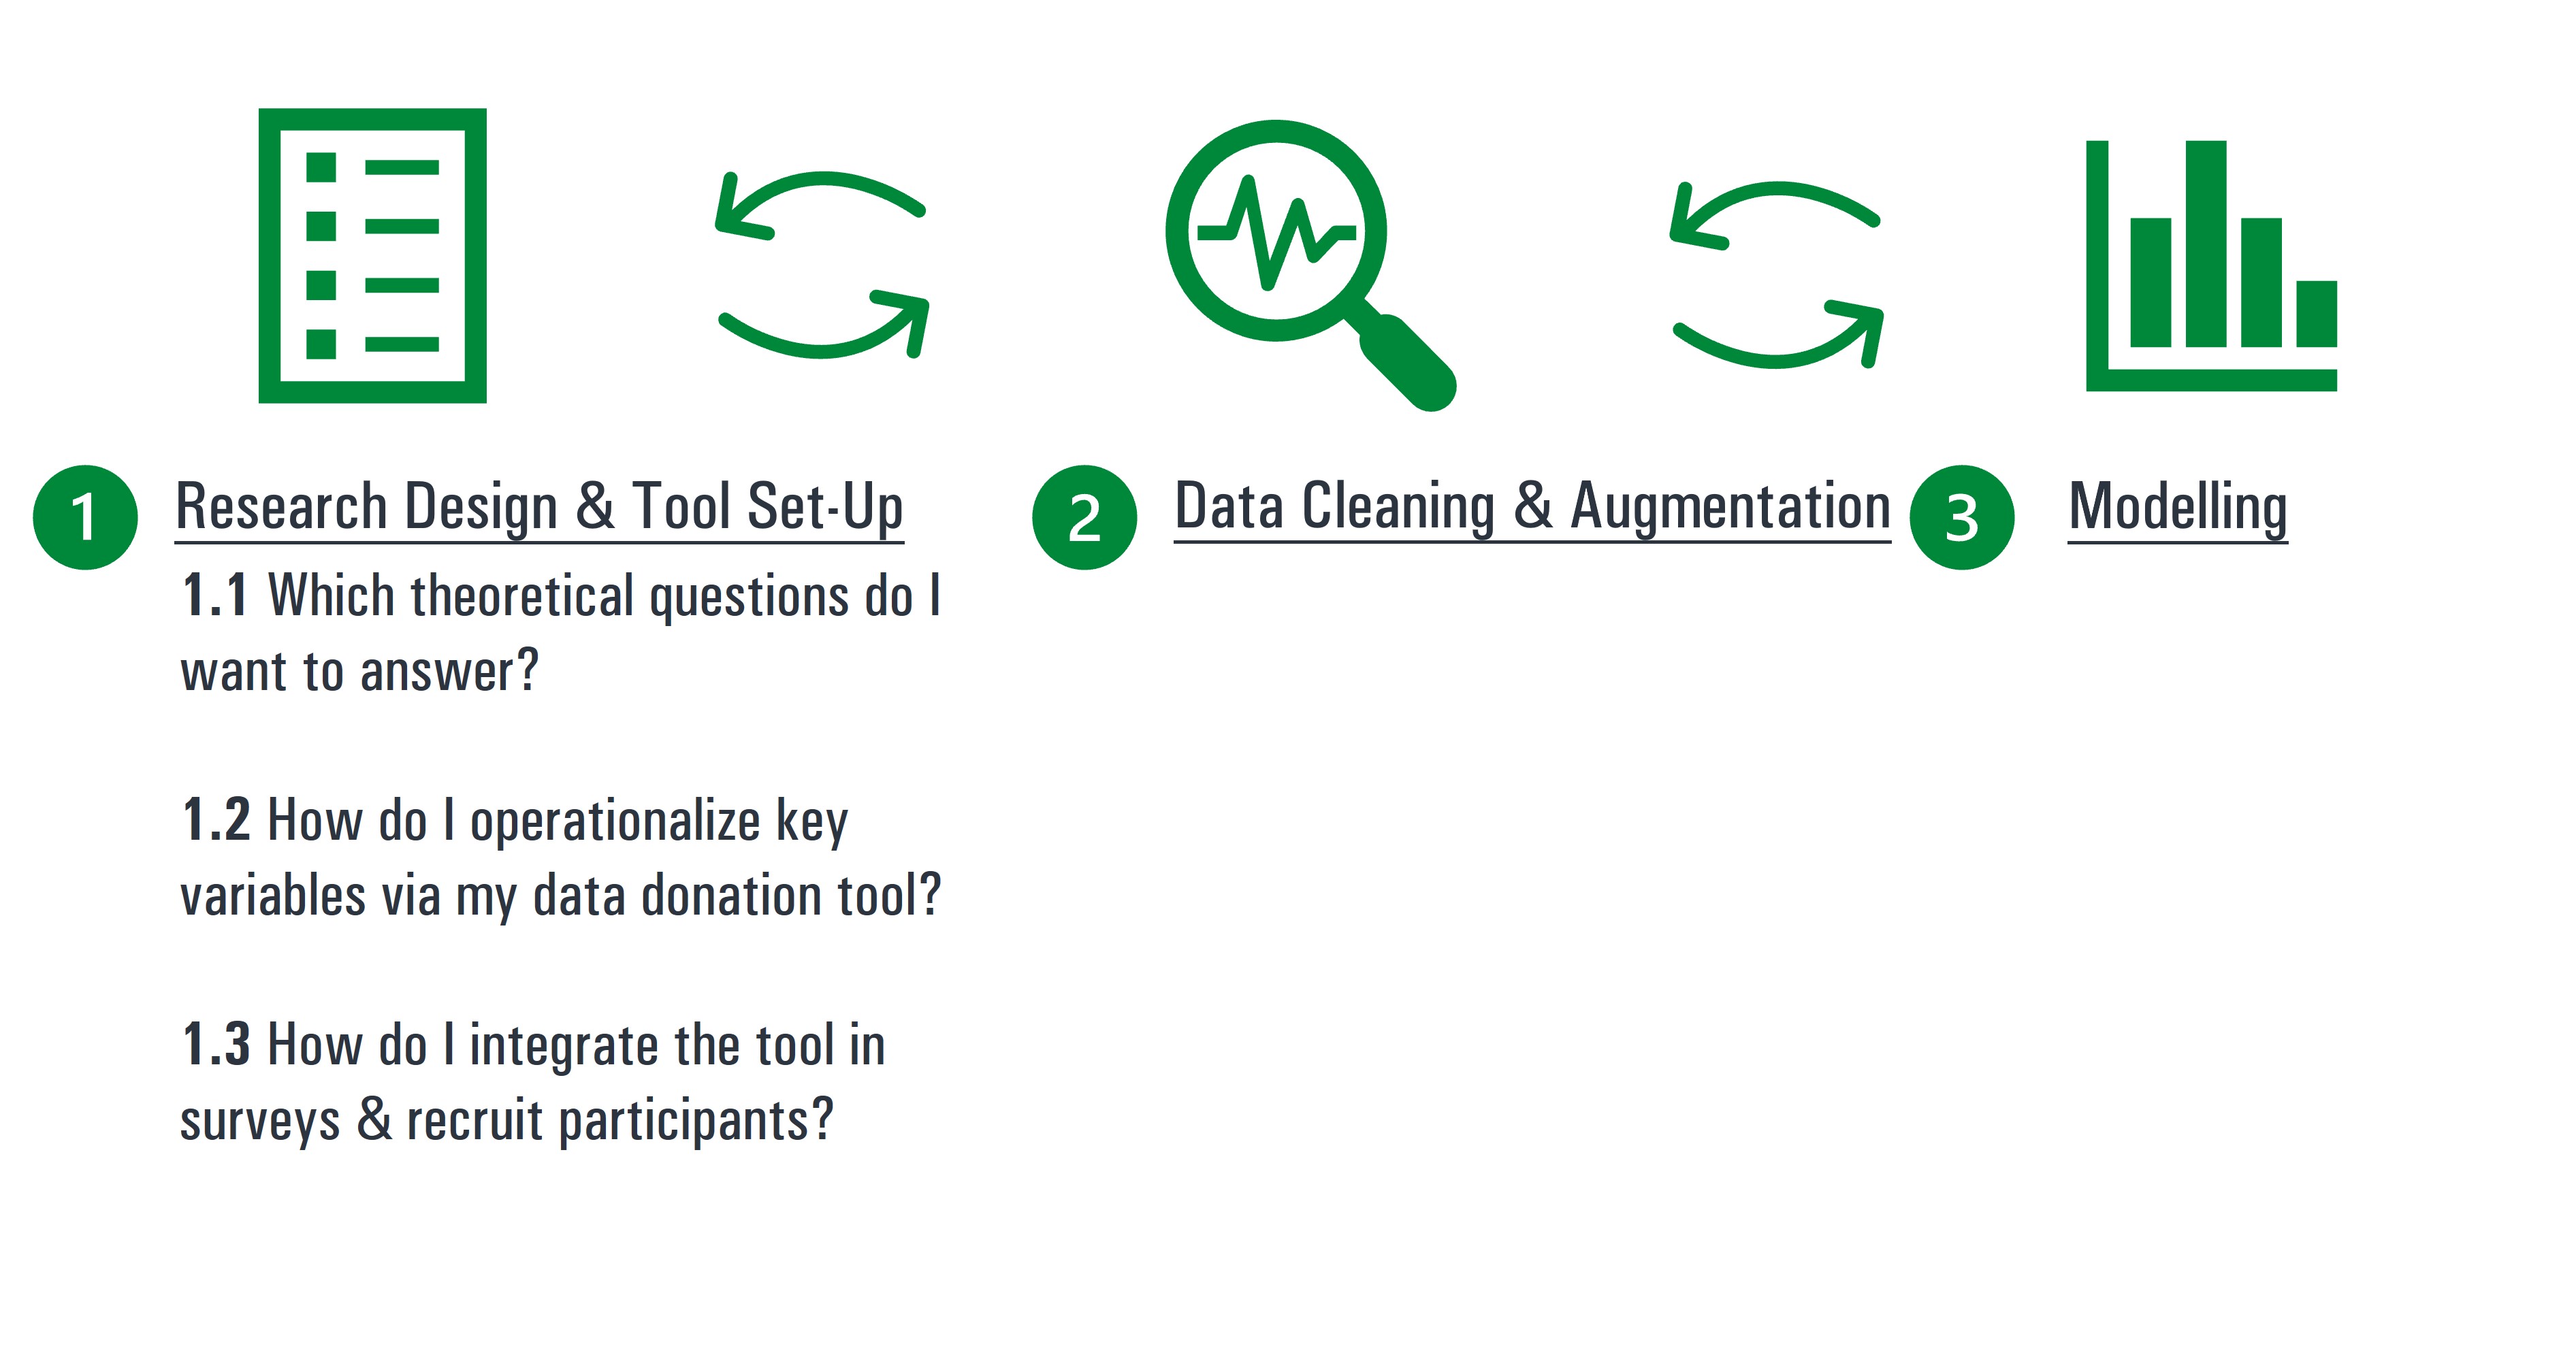 1 Research Design & Tool Set-Up
1.1 Which theoretical questions do I
want to answer?
1.2 How do I operationalize key
variables via my data donation tool?
1.3 How do I integrate the tool in
surveys & recruit participants?
2 Data Cleaning & Augmentation
3 Modelling